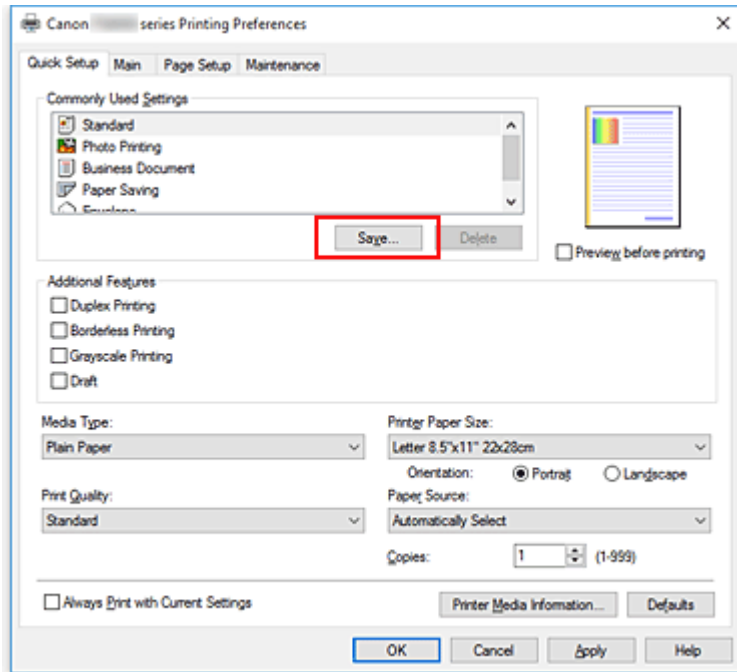 Canon series Printing Preferences
Quick Setup Main Page Setup Maintenance
Commonly Used Settings
Standard
Photo Printing
Business Document
Paper Saving
Envelope
Save... Delete
Preview before printing
Addtional Features
Duplex Printing
Borderless Printing
Grayscale Printing
Draft
Media Type: Printer Paper Size:
Plain Paper Letter 8.5"x11" 22x28cm
Orientation: Portrait Landscape
Print Quality: Paper Source:
Standard Automatically Select
Copies: 1 (1-999)
Always Print with Current Settings Printer Media Information... Defaults
OK Cancel Apply Help